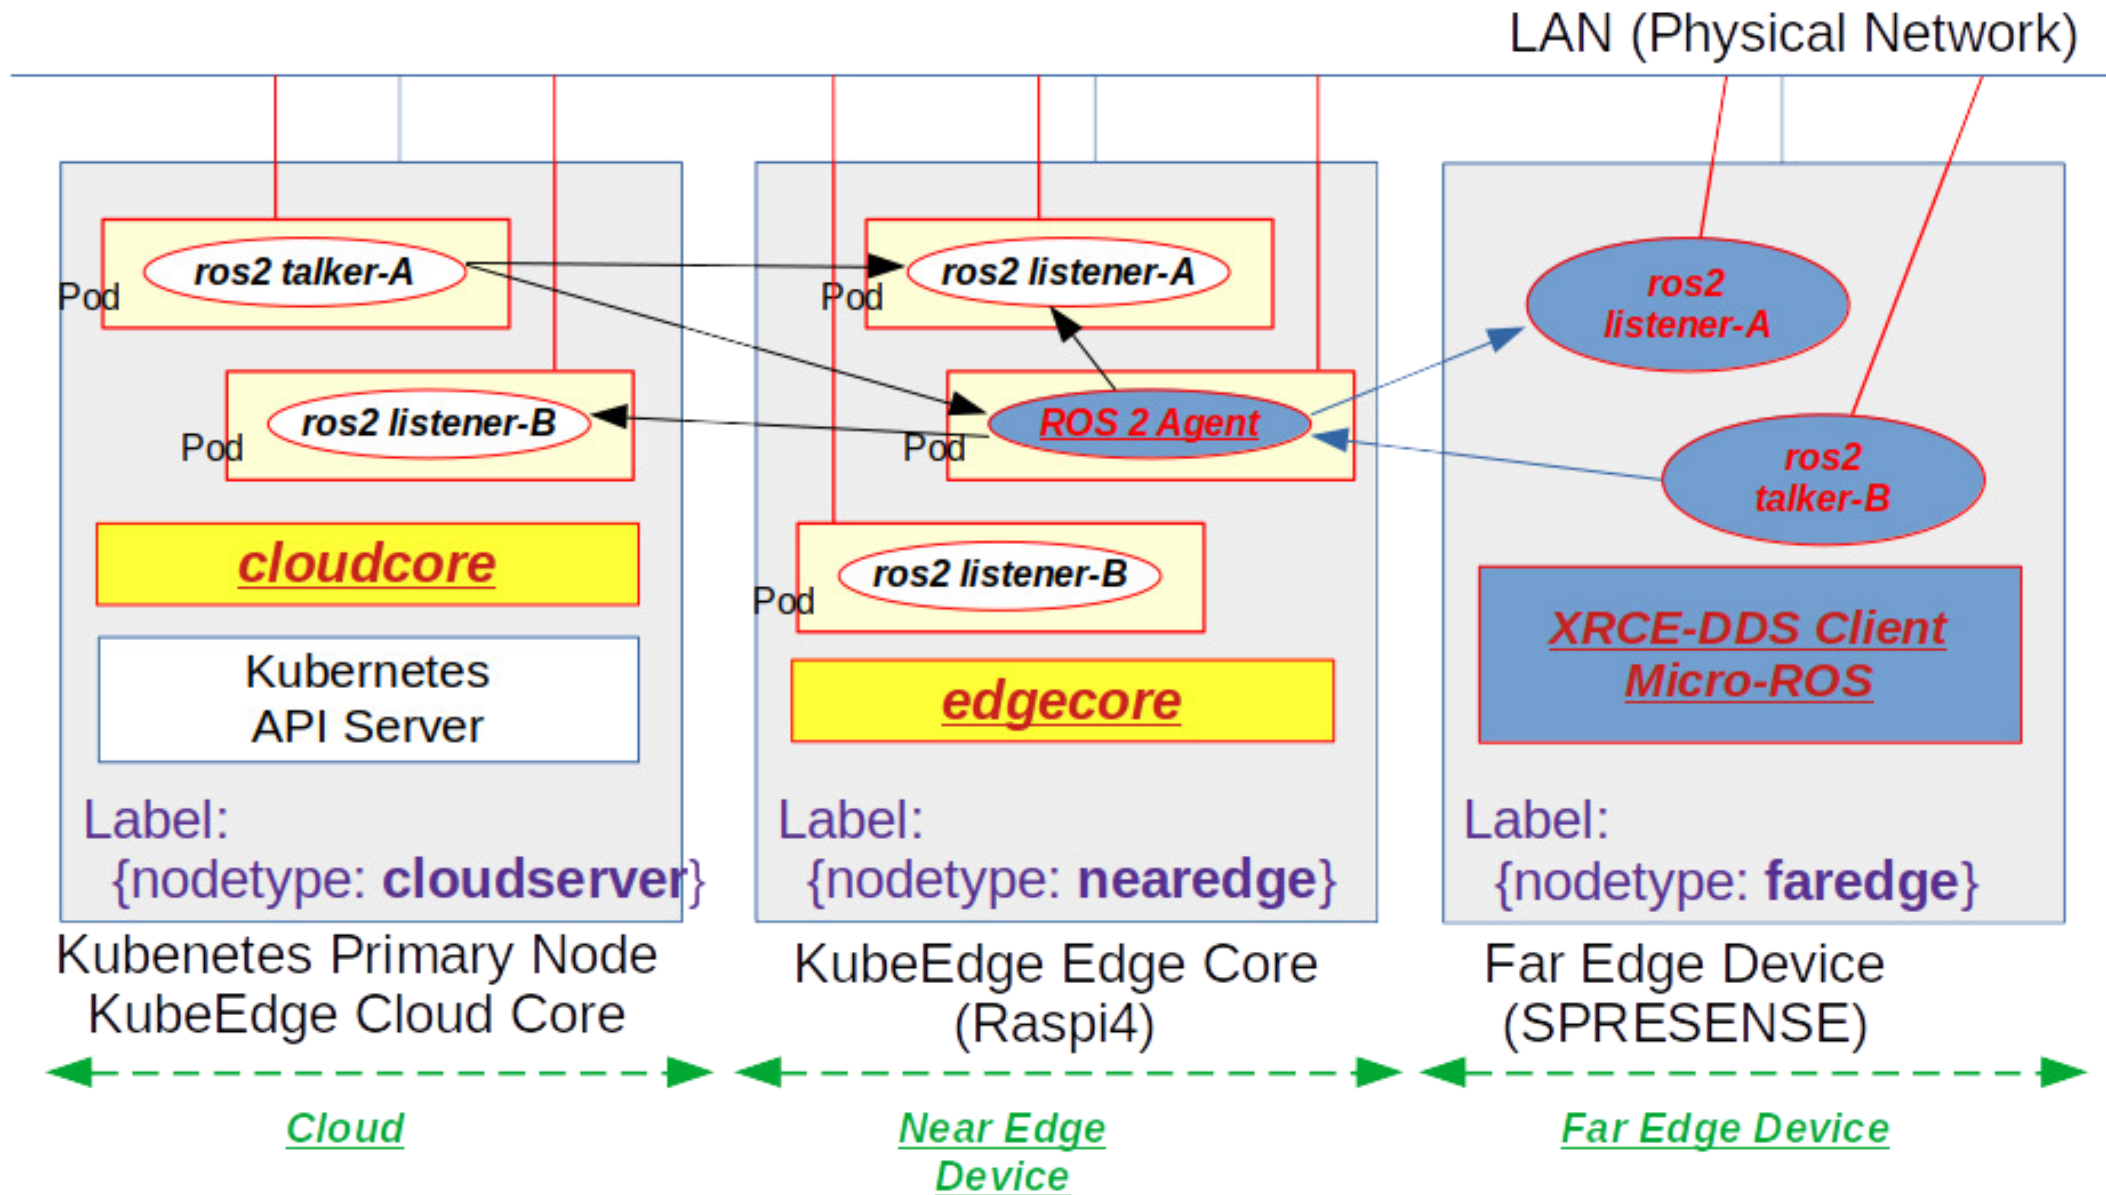 LAN (Physical Network)
ros2 talker-A
Pod
ros2 listener-B
Pod
cloudcore
Kubernetes
API Server
Label:
{nodetype: cloudserver}
Kubenetes Primary Node
KubeEdge Cloud Core
Cloud
ros2 listener-A
Pod
ROS 2 Agent
Pod
ros2 listener-B
Pod
edgecore
Label:
{nodetype: nearedge}
KubeEdge Edge Core
(Raspi4)
Near Edge
Device
ros2
listener-A
ros2
talker-B
XRCE-DDS Client
Micro-ROS
Label:
{nodetype: faredge}
Far Edge Device
(SPRESENSE)
Far Edge Device